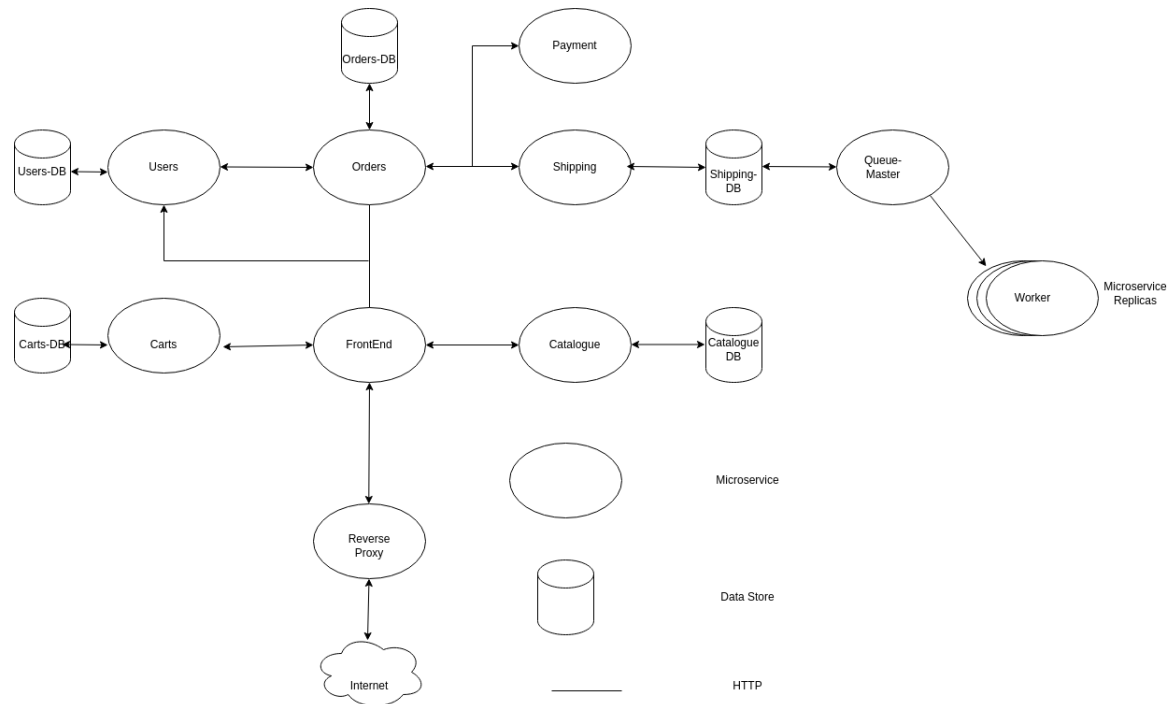 Orders-DB
Payment
Users-DB
Users
Orders
Shipping
Shipping-
DB
Queue-
Master
Worker
Microservice
Replicas
Carts-DB
Carts
FrontEnd
Catalogue
Catalogue
DB
Microservice
Reverse
Proxy
Data Store
Internet
HTTP